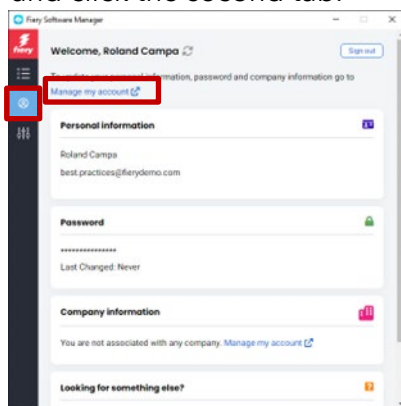 and click the second tab.
Fiery Software Manager
fiery
Welcome, Roland Campa
Sign out
To update your personal information, password and company information go to
Manage my account
Personal information
Roland Campa
best.practices@fierydemo.com
Password
***************
Last Changed: Never
Company information
You are not associated with any company. Manage my account
Looking for something else?